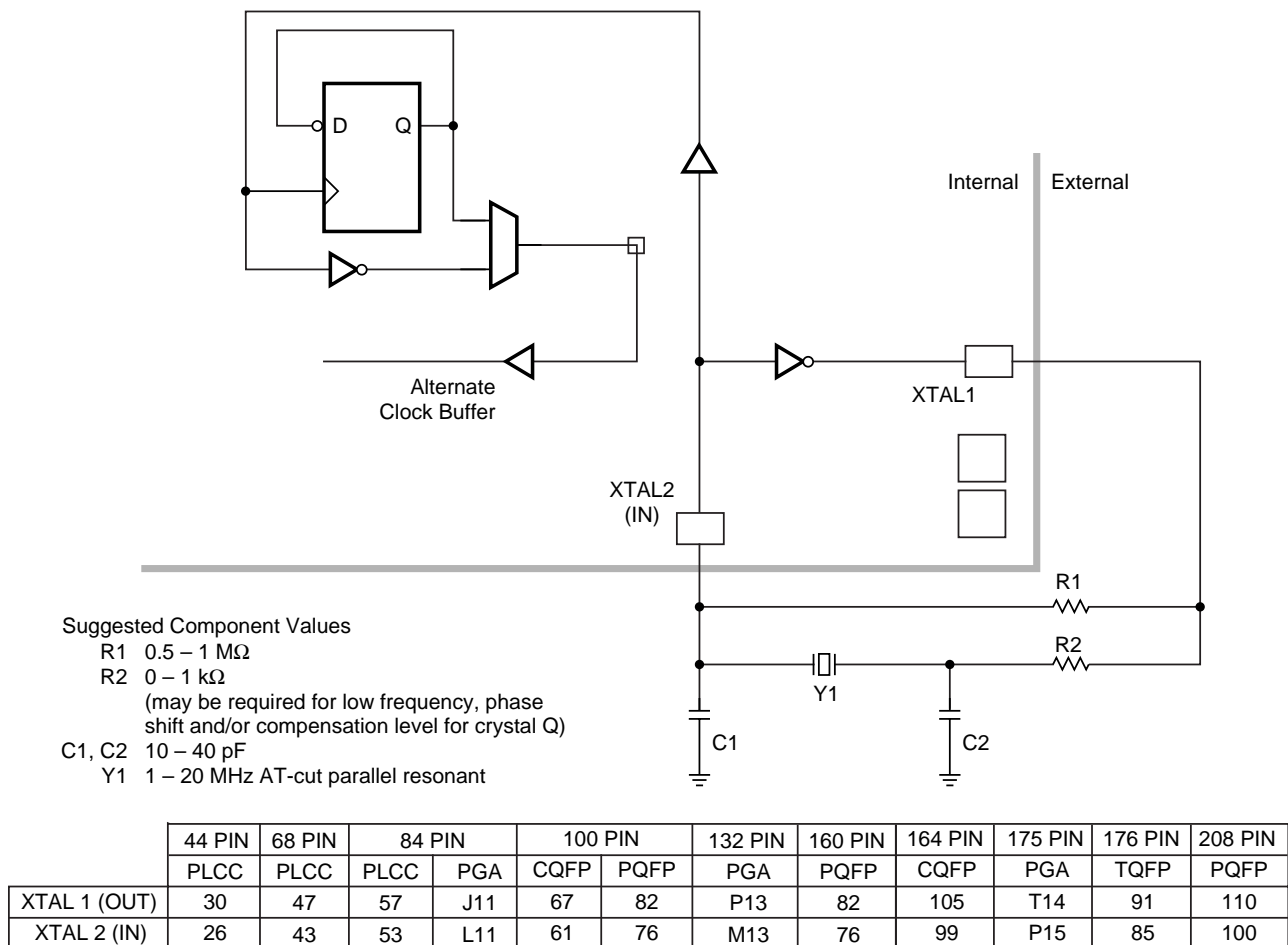 D Q
Internal External
Alternate
Clock Buffer
XTAL1
XTAL2
(IN)
R1
R2
Y1
C1
C2
Suggested Component Values
R1 0.5 – 1 MΩ
R2 0 – 1 kΩ
(may be required for low frequency, phase
shift and/or compensation level for crystal Q)
C1, C2 10 – 40 pF
Y1 1 – 20 MHz AT-cut parallel resonant
44 PIN 68 PIN 84 PIN 100 PIN 132 PIN 160 PIN 164 PIN 175 PIN 176 PIN 208 PIN
PLCC PLCC PLCC PGA CQFP PQFP PGA PQFP CQFP PGA TQFP PQFP
XTAL 1 (OUT) 30 47 57 J11 67 82 P13 82 105 T14 91 110
XTAL 2 (IN) 26 43 53 L11 61 76 M13 76 99 P15 85 100